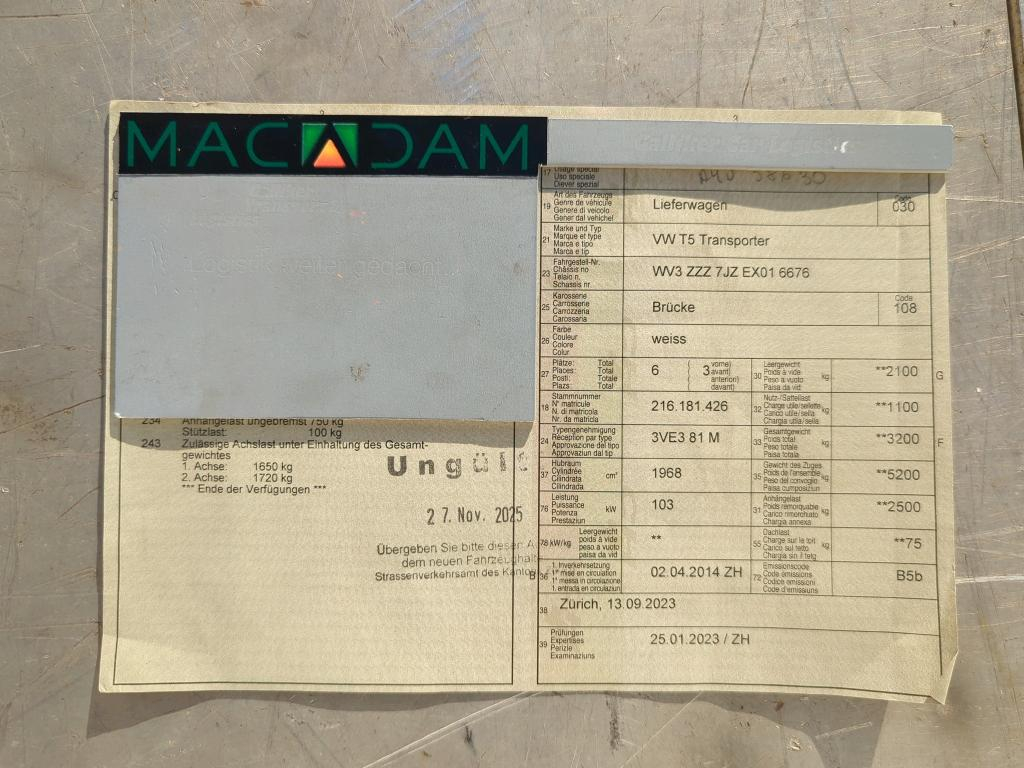 MACADAM
Uso speciale
Diever spezial
19 Art des Fahrzeugs
Genre de véhicule
Genere di veicolo
Gener dal vehichel
Lieferwagen
Code
030
21 Marke und Typ
Marque et type
Marca e tipo
Marca e tip
VW T5 Transporter
23 Fahrgestell-Nr.
Châssis no
Telaio n.
Schassis nr.
WV3 ZZZ 7JZ EX01 6676
25 Karosserie
Carrosserie
Carrozzeria
Carossaria
Brücke
Code
108
26 Farbe
Couleur
Colore
Colur
weiss
27 Plätze: Total
Places: Total
Posti: Totale
Plazs: Total
6
( 3 vorne)
avant)
anteriori)
davant)
30 Leergewicht
Poids à vide
Peso a vuoto
Paisa da vid
kg
**2100
G
18 Stammnummer
N° matricule
N. di matricola
Nr. da matricla
216.181.426
32 Nutz-/Sattellast
Charge utile/sellette
Carico utile/sella
Chargia utila/sella
kg
**1100
24 Typengenehmigung
Réception par type
Approvazione del tipo
Approvaziun dal tip
3VE3 81 M
33 Gesamtgewicht
Poids total
Peso totale
Paisa totala
kg
**3200
F
37 Hubraum
Cylindrée
Cilindrata
Cilindrada
cm³
1968
35 Gewicht des Zuges
Poids de l'ensemble
Peso del convoglio
Paisa cumposiziun
kg
**5200
76 Leistung
Puissance
Potenza
Prestaziun
kW
103
31 Anhängelast
Poids remorquable
Carico rimorchiato
Chargia annexa
kg
**2500
78 kW/kg
Leergewicht
poids à vide
peso a vuoto
paisa da vid
**
55 Dachlast
Charge sur le toit
Carico sul tetto
Chargia sin il tetg
kg
**75
B 36 1. Inverkehrsetzung
1re mise en circulation
1a messa in circolazione
1. entrada en circulaziun
02.04.2014 ZH
72 Emissionscode
Code émissions
Codice emissioni
Code d'emissiuns
B5b
38 Zürich, 13.09.2023
39 Prüfungen
Expertises
Perizie
Examinaziuns
25.01.2023 / ZH
234 Anhängelast ungebremst 750 kg
Stützlast: 100 kg
243 Zulässige Achslast unter Einhaltung des Gesamt-
gewichtes
1. Achse: 1650 kg
2. Achse: 1720 kg
*** Ende der Verfügungen ***
Ungült
27. Nov. 2025
Übergeben Sie bitte diesen
dem neuen Fahrzeughalt
Strassenverkehrsamt des Kanton